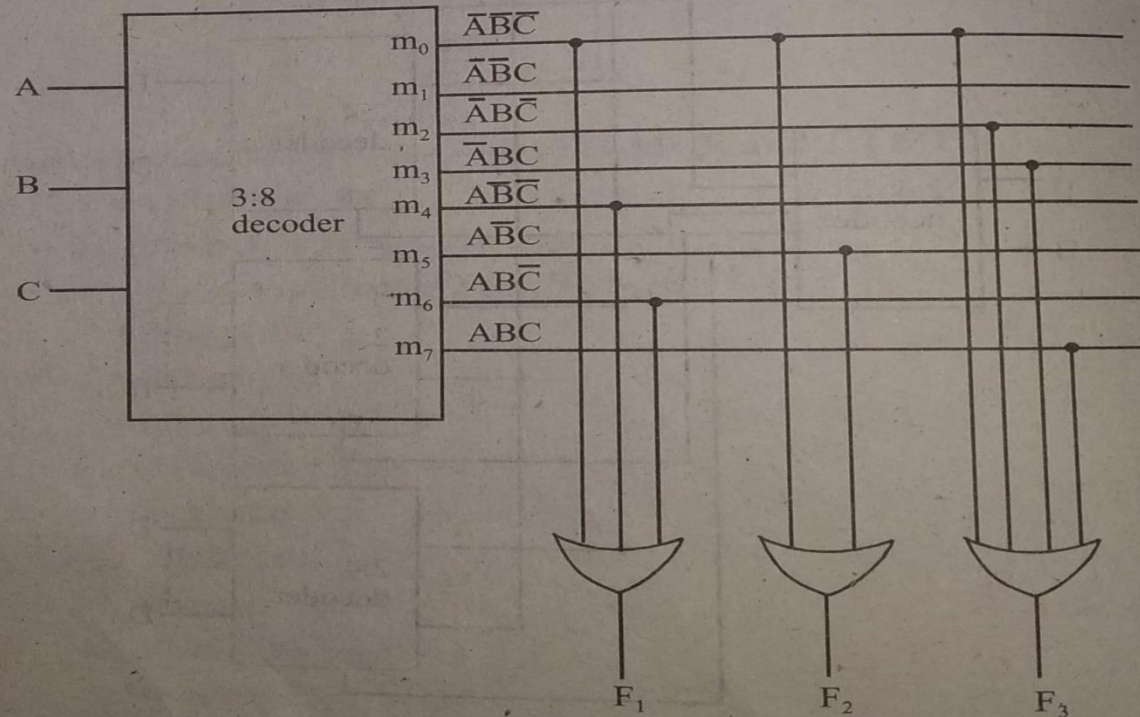 A
B
C
3:8
decoder
m₀ A̅B̅C̅
m₁ A̅B̅C
m₂ A̅BC̅
m₃ A̅BC
m₄ AB̅C̅
m₅ AB̅C
m₆ ABC̅
m₇ ABC
F₁ F₂ F₃